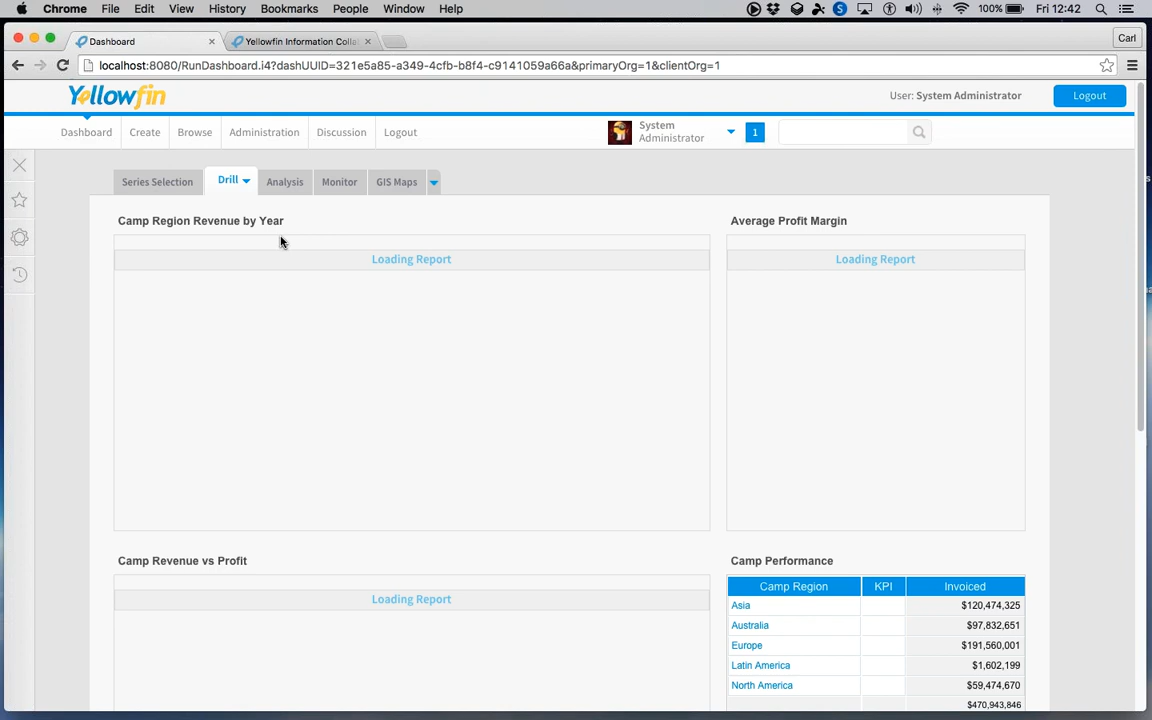 Chrome File Edit View History Bookmarks People Window Help 100% Fri 12:42
Dashboard Yellowfin Information Colla Carl
localhost:8080/RunDashboard.i4?dashUUID=321e5a85-a349-4cfb-b8f4-c9141059a66a&primaryOrg=1&clientOrg=1
Yellowfin User: System Administrator Logout
Dashboard Create Browse Administration Discussion Logout System Administrator 1
Series Selection Drill Analysis Monitor GIS Maps
Camp Region Revenue by Year Average Profit Margin
Loading Report Loading Report
Camp Revenue vs Profit Camp Performance
Camp Region KPI Invoiced
Loading Report
Asia $120,474,325
Australia $97,832,651
Europe $191,560,001
Latin America $1,602,199
North America $59,474,670
$470,943,846